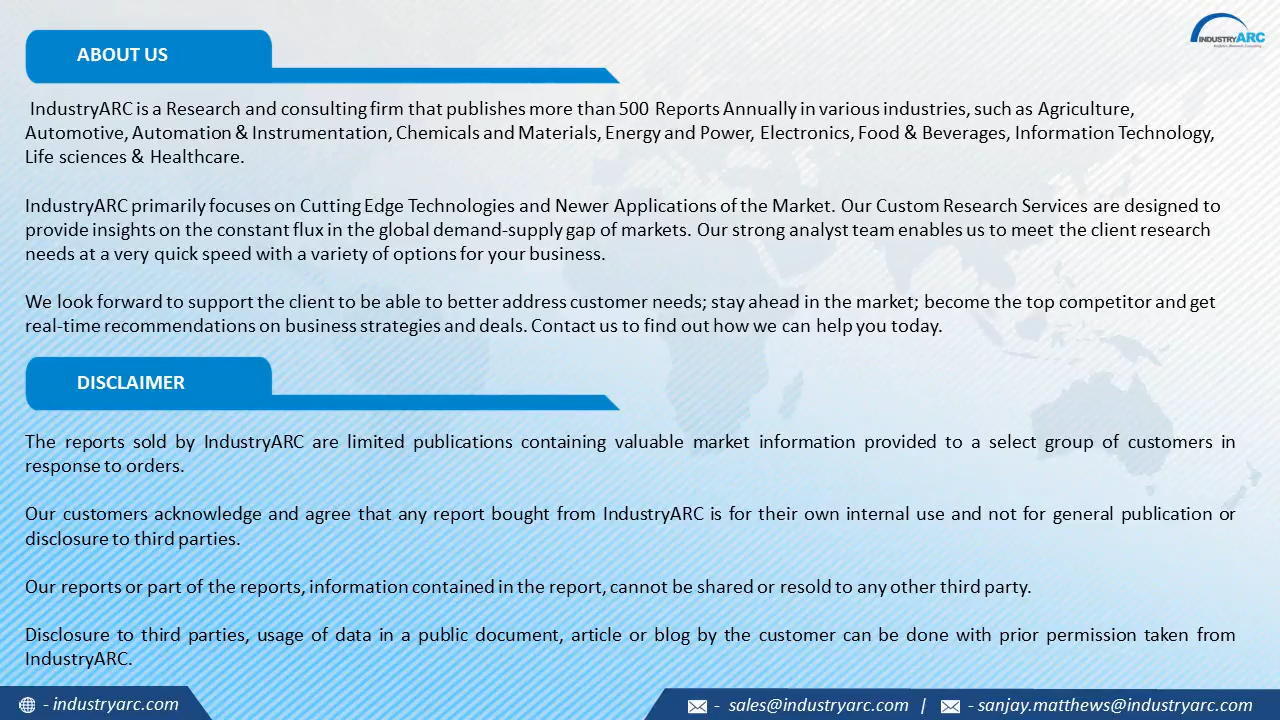 INDUSTRYARC
Analytics. Research. Consulting
ABOUT US
IndustryARC is a Research and consulting firm that publishes more than 500 Reports Annually in various industries, such as Agriculture,
Automotive, Automation & Instrumentation, Chemicals and Materials, Energy and Power, Electronics, Food & Beverages, Information Technology,
Life sciences & Healthcare.
IndustryARC primarily focuses on Cutting Edge Technologies and Newer Applications of the Market. Our Custom Research Services are designed to
provide insights on the constant flux in the global demand-supply gap of markets. Our strong analyst team enables us to meet the client research
needs at a very quick speed with a variety of options for your business.
We look forward to support the client to be able to better address customer needs; stay ahead in the market; become the top competitor and get
real-time recommendations on business strategies and deals. Contact us to find out how we can help you today.
DISCLAIMER
The reports sold by IndustryARC are limited publications containing valuable market information provided to a select group of customers in
response to orders.
Our customers acknowledge and agree that any report bought from IndustryARC is for their own internal use and not for general publication or
disclosure to third parties.
Our reports or part of the reports, information contained in the report, cannot be shared or resold to any other third party.
Disclosure to third parties, usage of data in a public document, article or blog by the customer can be done with prior permission taken from
IndustryARC.
- industryarc.com
- sales@industryarc.com | - sanjay.matthews@industryarc.com